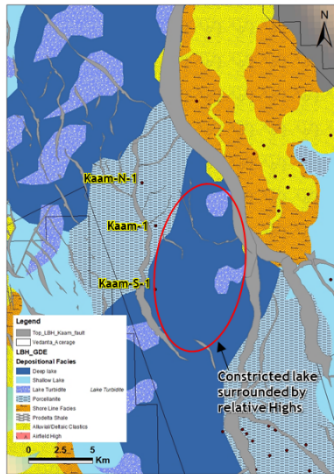 N
Kaam-N-1
Kaam-1
Kaam-S-1
Legend
Top_LBH_Kaam_fault
Vedanta_Acerage
LBH_GDE
Depositional Facies
Deep lake
Shallow Lake
Lake Turbidite
Lake Turbidite
Porcellanite
Shore Line Facies
Prodelta Shale
Alluvial/Deltaic Clastics
Airfield High
0 2.5 5 10
Km
Constricted lake
surrounded by
relative Highs